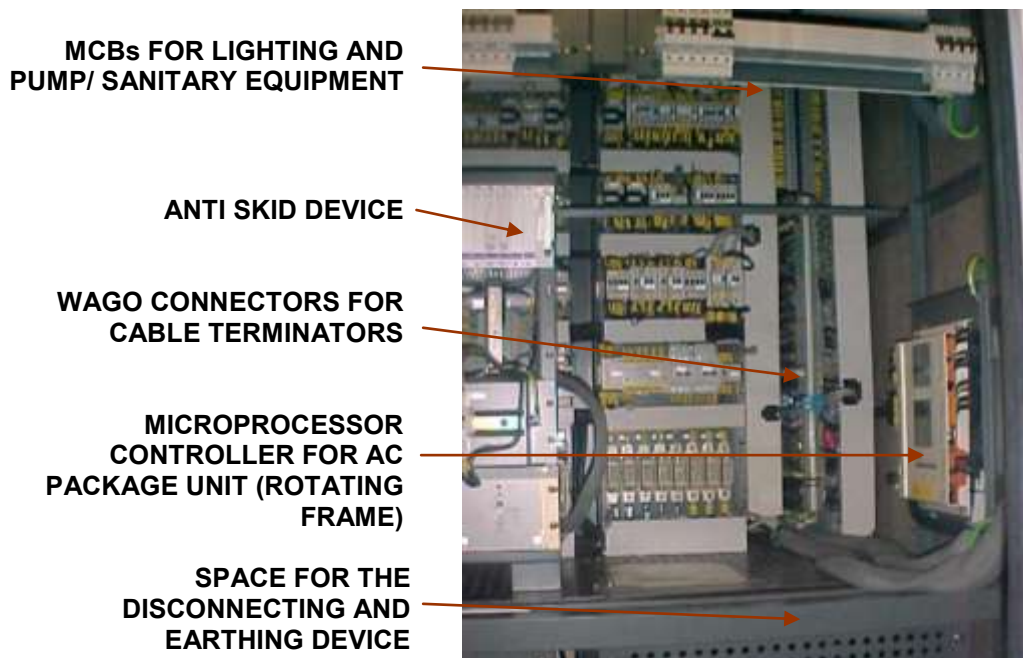 MCBs FOR LIGHTING AND
PUMP/ SANITARY EQUIPMENT
ANTI SKID DEVICE
WAGO CONNECTORS FOR
CABLE TERMINATORS
MICROPROCESSOR
CONTROLLER FOR AC
PACKAGE UNIT (ROTATING
FRAME)
SPACE FOR THE
DISCONNECTING AND
EARTHING DEVICE